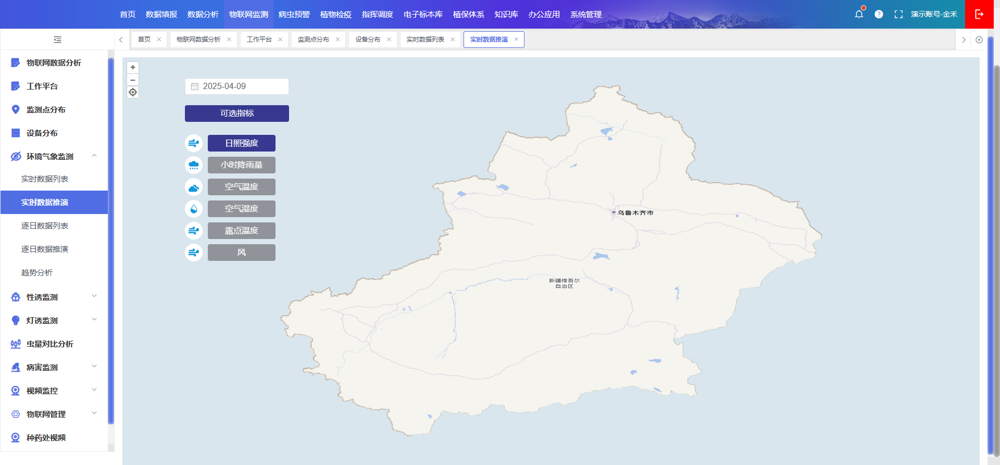 首页 数据填报 数据分析 物联网监测 病虫预警 植物检疫 指挥调度 电子标本库 植保体系 知识库 办公应用 系统管理 演示账号-金禾
首页 物联网数据分析 工作平台 监测点分布 设备分布 实时数据列表 实时数据推演
物联网数据分析
工作平台
监测点分布
设备分布
环境气象监测
实时数据列表
实时数据推演
逐日数据列表
逐日数据推演
趋势分析
性诱监测
灯诱监测
虫量对比分析
病害监测
视频监控
物联网管理
种药处视频
+
−
2025-04-09
可选指标
日照强度
小时降雨量
空气温度
空气湿度
露点温度
风
乌鲁木齐市
新疆维吾尔
自治区